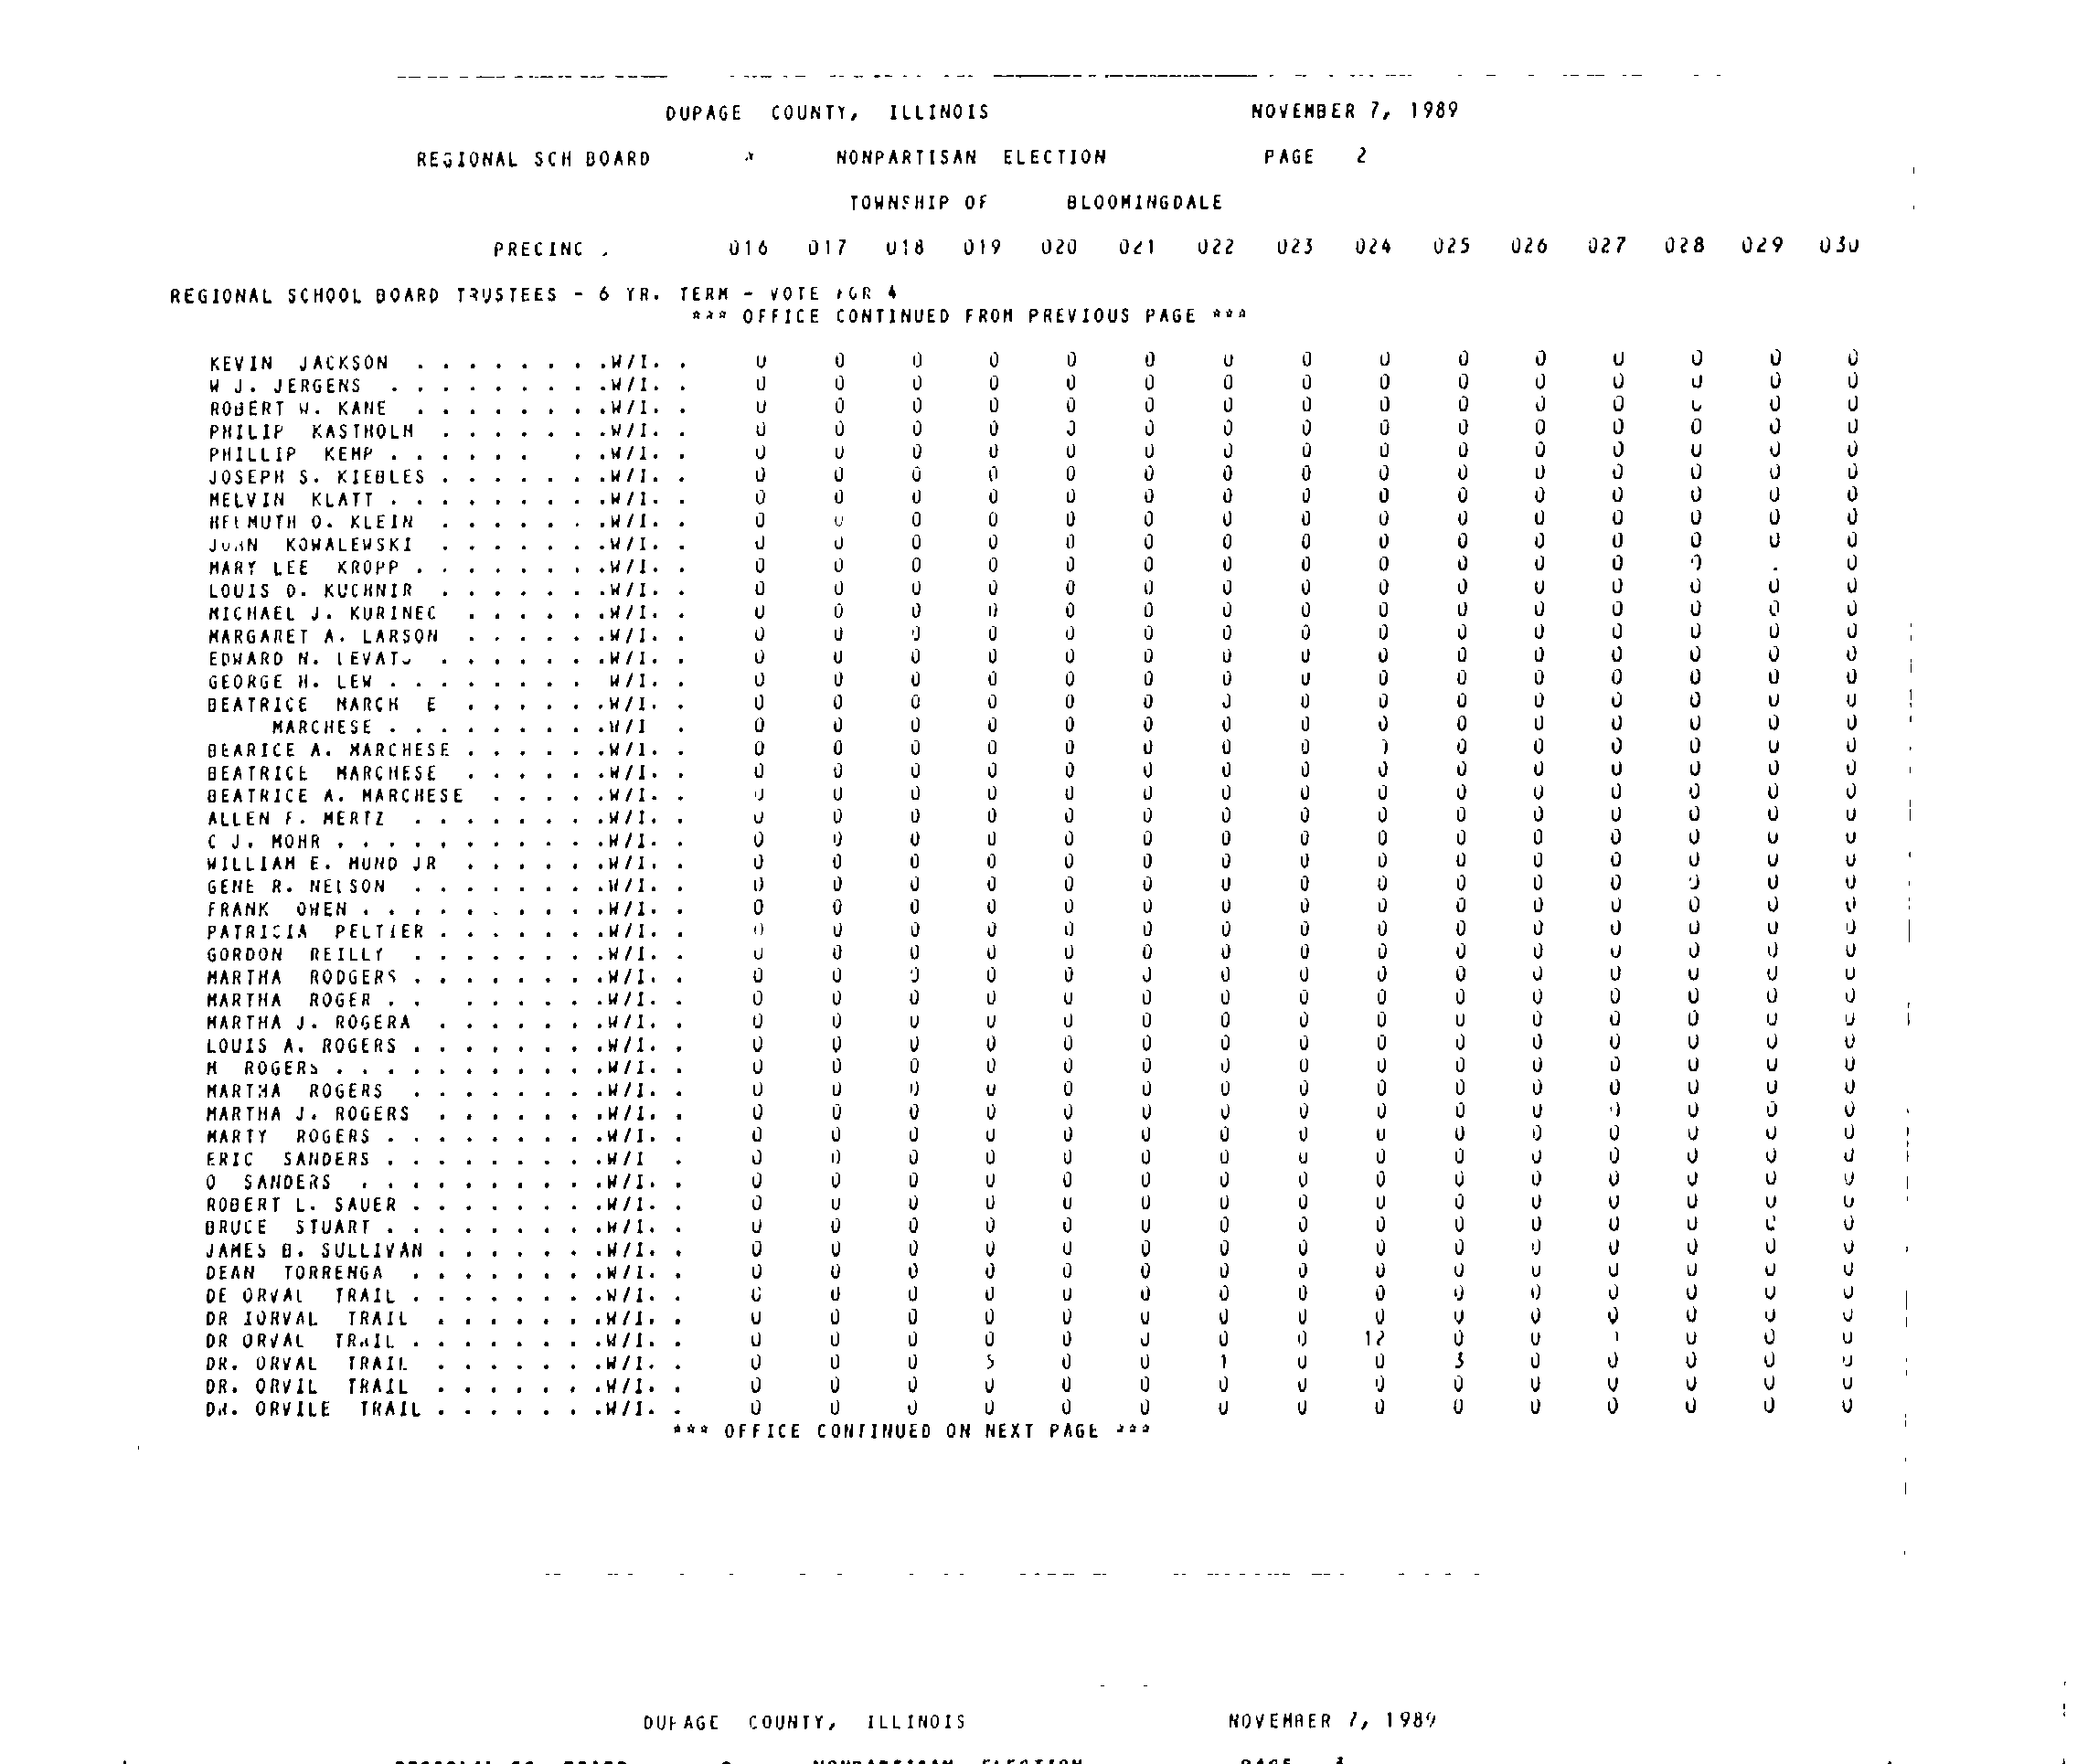 DUPAGE COUNTY, ILLINOIS NOVEMBER 7, 1989
REGIONAL SCH BOARD * NONPARTISAN ELECTION PAGE 2
TOWNSHIP OF BLOOMINGDALE
PRECINC 016 017 018 019 020 021 022 023 024 025 026 027 028 029 030
REGIONAL SCHOOL BOARD TRUSTEES - 6 YR. TERM - VOTE FOR 4
*** OFFICE CONTINUED FROM PREVIOUS PAGE ***
KEVIN JACKSON . . . . . . . .W/I. . 0 0 0 0 0 0 0 0 0 0 0 0 0 0 0
W J. JERGENS . . . . . . . . .W/I. . 0 0 0 0 0 0 0 0 0 0 0 0 0 0 0
ROBERT W. KANE . . . . . . . .W/I. . 0 0 0 0 0 0 0 0 0 0 0 0 0 0 0
PHILIP KASTHOLM . . . . . . .W/I. . 0 0 0 0 0 0 0 0 0 0 0 0 0 0 0
PHILLIP KEMP . . . . . . . .W/I. . 0 0 0 0 0 0 0 0 0 0 0 0 0 0 0
JOSEPH S. KIEBLES . . . . . . .W/I. . 0 0 0 0 0 0 0 0 0 0 0 0 0 0 0
MELVIN KLATT . . . . . . . . .W/I. . 0 0 0 0 0 0 0 0 0 0 0 0 0 0 0
HELMUTH O. KLEIN . . . . . . .W/I. . 0 0 0 0 0 0 0 0 0 0 0 0 0 0 0
JOHN KOWALEWSKI . . . . . . .W/I. . 0 0 0 0 0 0 0 0 0 0 0 0 0 0 0
MARY LEE KROPP . . . . . . . .W/I. . 0 0 0 0 0 0 0 0 0 0 0 0 0 . 0
LOUIS D. KUCHNIR . . . . . . .W/I. . 0 0 0 0 0 0 0 0 0 0 0 0 0 0 0
MICHAEL J. KURINEC . . . . . .W/I. . 0 0 0 0 0 0 0 0 0 0 0 0 0 0 0
MARGARET A. LARSON . . . . . .W/I. . 0 0 0 0 0 0 0 0 0 0 0 0 0 0 0
EDWARD N. LEVATO . . . . . . .W/I. . 0 0 0 0 0 0 0 0 0 0 0 0 0 0 0
GEORGE H. LEW . . . . . . . . W/I. . 0 0 0 0 0 0 0 0 0 0 0 0 0 0 0
BEATRICE MARCH E . . . . . .W/I. . 0 0 0 0 0 0 0 0 0 0 0 0 0 0 0
MARCHESE . . . . . . . . .W/I . 0 0 0 0 0 0 0 0 0 0 0 0 0 0 0
BEARICE A. MARCHESE . . . . . .W/I. . 0 0 0 0 0 0 0 0 0 0 0 0 0 0
BEATRICE MARCHESE . . . . . .W/I. . 0 0 0 0 0 0 0 0 0 0 0 0 0 0 0
BEATRICE A. MARCHESE . . . . .W/I. . 0 0 0 0 0 0 0 0 0 0 0 0 0 0 0
ALLEN F. MERTZ . . . . . . . .W/I. . 0 0 0 0 0 0 0 0 0 0 0 0 0 0 0
C J. MOHR . . . . . . . . . . .W/I. . 0 0 0 0 0 0 0 0 0 0 0 0 0 0 0
WILLIAM E. MUND JR . . . . . .W/I. . 0 0 0 0 0 0 0 0 0 0 0 0 0 0 0
GENE R. NELSON . . . . . . . .W/I. . 0 0 0 0 0 0 0 0 0 0 0 0 0 0 0
FRANK OWEN . . . . . . . . . .W/I. . 0 0 0 0 0 0 0 0 0 0 0 0 0 0 0
PATRICIA PELTIER . . . . . . .W/I. . 0 0 0 0 0 0 0 0 0 0 0 0 0 0 0
GORDON REILLY . . . . . . . .W/I. . 0 0 0 0 0 0 0 0 0 0 0 0 0 0 0
MARTHA RODGERS . . . . . . . .W/I. . 0 0 0 0 0 0 0 0 0 0 0 0 0 0 0
MARTHA ROGER . . . . . . . .W/I. . 0 0 0 0 0 0 0 0 0 0 0 0 0 0 0
MARTHA J. ROGERA . . . . . . .W/I. . 0 0 0 0 0 0 0 0 0 0 0 0 0 0 0
LOUIS A. ROGERS . . . . . . . .W/I. . 0 0 0 0 0 0 0 0 0 0 0 0 0 0 0
M ROGERS . . . . . . . . . . .W/I. . 0 0 0 0 0 0 0 0 0 0 0 0 0 0 0
MARTHA ROGERS . . . . . . . .W/I. . 0 0 0 0 0 0 0 0 0 0 0 0 0 0 0
MARTHA J. ROGERS . . . . . . .W/I. . 0 0 0 0 0 0 0 0 0 0 0 0 0 0 0
MARTY ROGERS . . . . . . . . .W/I. . 0 0 0 0 0 0 0 0 0 0 0 0 0 0 0
ERIC SANDERS . . . . . . . . .W/I . 0 0 0 0 0 0 0 0 0 0 0 0 0 0 0
O SANDERS . . . . . . . . . .W/I. . 0 0 0 0 0 0 0 0 0 0 0 0 0 0 0
ROBERT L. SAUER . . . . . . . .W/I. . 0 0 0 0 0 0 0 0 0 0 0 0 0 0 0
BRUCE STUART . . . . . . . . .W/I. . 0 0 0 0 0 0 0 0 0 0 0 0 0 0 0
JAMES B. SULLIVAN . . . . . . .W/I. . 0 0 0 0 0 0 0 0 0 0 0 0 0 0 0
DEAN TORRENGA . . . . . . . .W/I. . 0 0 0 0 0 0 0 0 0 0 0 0 0 0 0
DE ORVAL TRAIL . . . . . . . .W/I. . 0 0 0 0 0 0 0 0 0 0 0 0 0 0 0
DR IORVAL TRAIL . . . . . . .W/I. . 0 0 0 0 0 0 0 0 0 0 0 0 0 0 0
DR ORVAL TRAIL . . . . . . . .W/I. . 0 0 0 0 0 0 0 0 12 0 0 0 0 0
DR. ORVAL TRAIL . . . . . . .W/I. . 0 0 0 5 0 0 1 0 0 3 0 0 0 0 0
DR. ORVIL TRAIL . . . . . . .W/I. . 0 0 0 0 0 0 0 0 0 0 0 0 0 0 0
DR. ORVILE TRAIL . . . . . . .W/I. . 0 0 0 0 0 0 0 0 0 0 0 0 0 0 0
*** OFFICE CONTINUED ON NEXT PAGE ***
DUPAGE COUNTY, ILLINOIS NOVEMBER 7, 1989
NONPARTISAN ELECTION